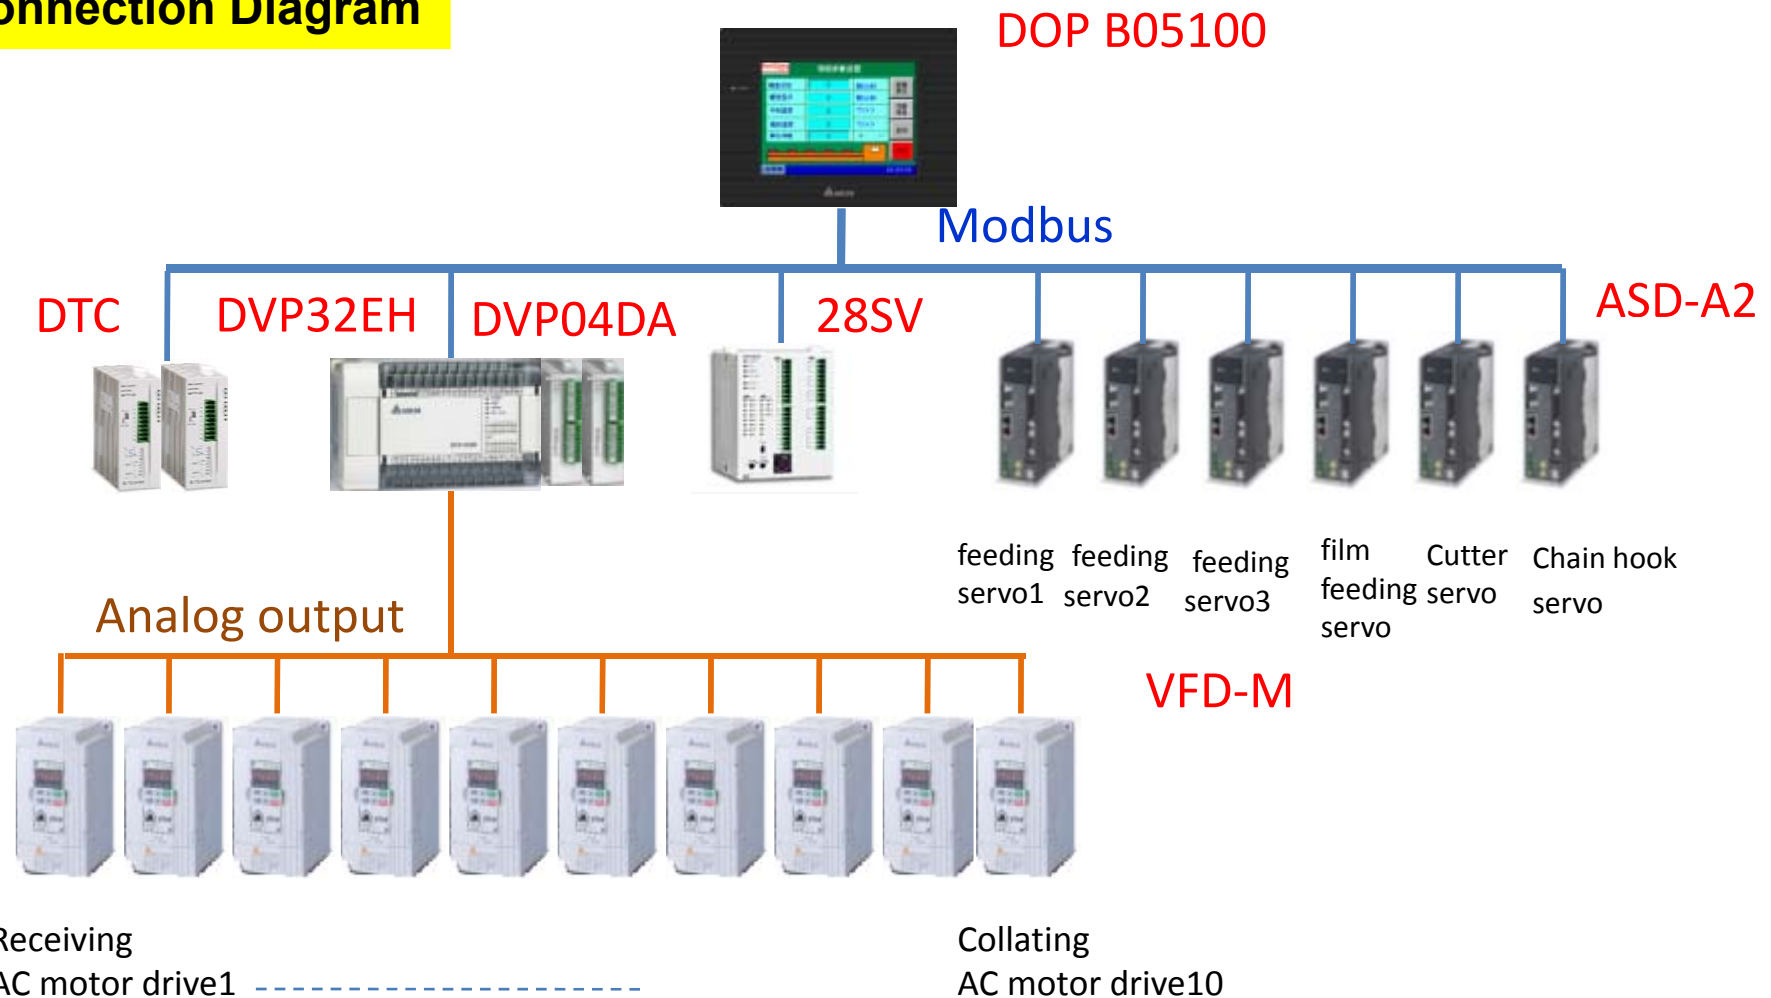 onnection Diagram
DOP B05100
Modbus
DTC
DVP32EH
DVP04DA
28SV
ASD-A2
feeding
servo1
feeding
servo2
feeding
servo3
film
feeding
servo
Cutter
servo
Chain hook
servo
Analog output
VFD-M
Receiving
AC motor drive1
Collating
AC motor drive10